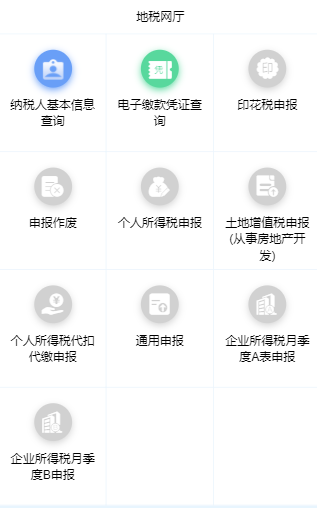 地税网厅
纳税人基本信息
查询
电子缴款凭证查
询
印花税申报
申报作废
个人所得税申报
土地增值税申报
(从事房地产开
发)
个人所得税代扣
代缴申报
通用申报
企业所得税月季
度A表申报
企业所得税月季
度B申报